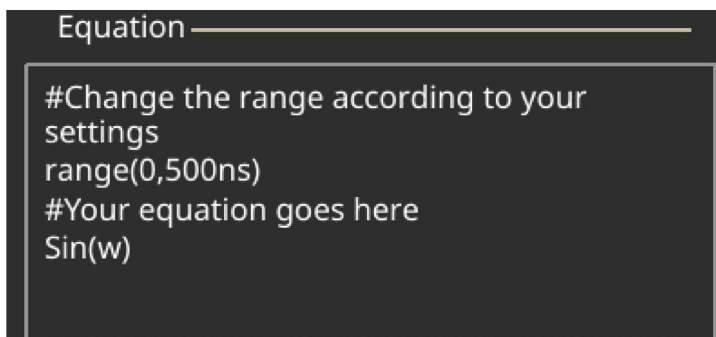 Equation
#Change the range according to your
settings
range(0,500ns)
#Your equation goes here
Sin(w)